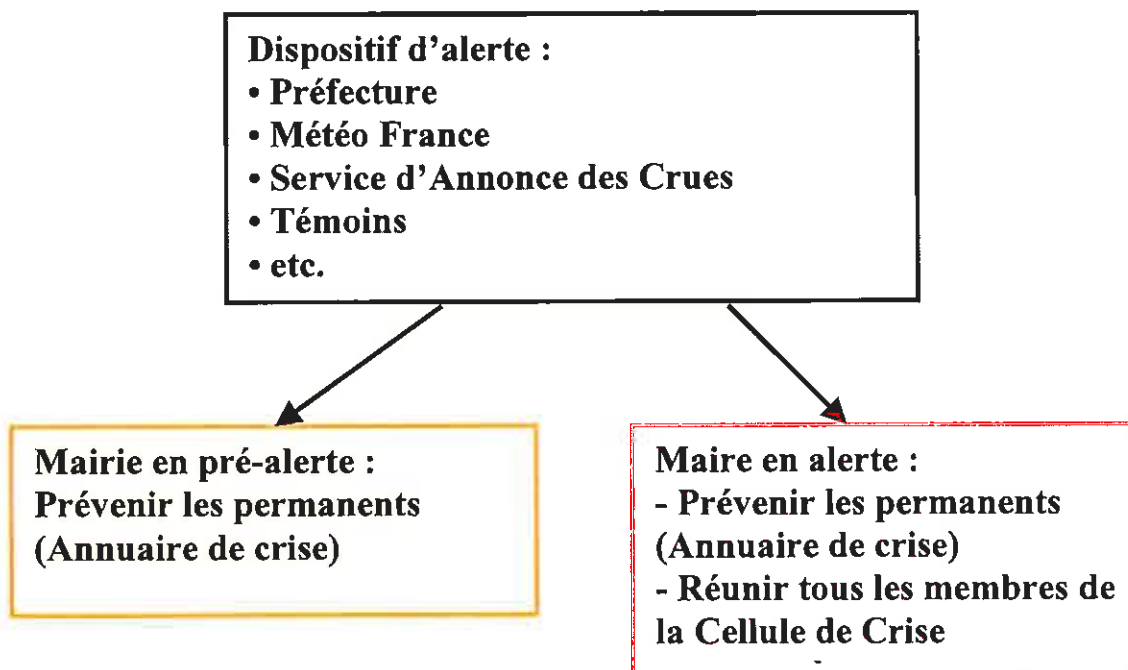 Dispositif d’alerte :
• Préfecture
• Météo France
• Service d’Annonce des Crues
• Témoins
• etc.
Mairie en pré-alerte :
Prévenir les permanents
(Annuaire de crise)
Maire en alerte :
- Prévenir les permanents
(Annuaire de crise)
- Réunir tous les membres de
la Cellule de Crise